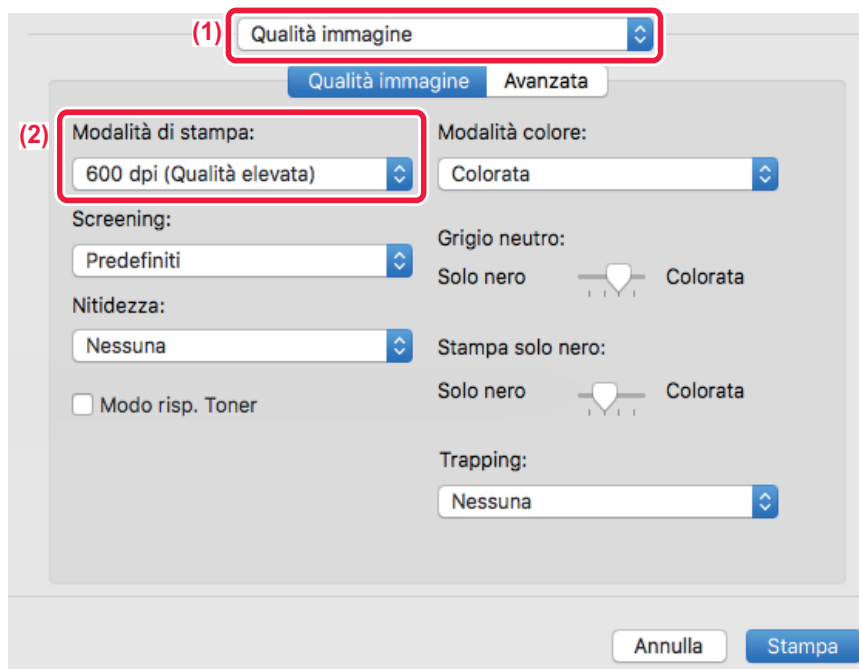 (1) Qualità immagine
Qualità immagine Avanzata
(2) Modalità di stampa:
600 dpi (Qualità elevata)
Screening:
Predefiniti
Nitidezza:
Nessuna
Modo risp. Toner
Modalità colore:
Colorata
Grigio neutro:
Solo nero Colorata
Stampa solo nero:
Solo nero Colorata
Trapping:
Nessuna
Annulla Stampa